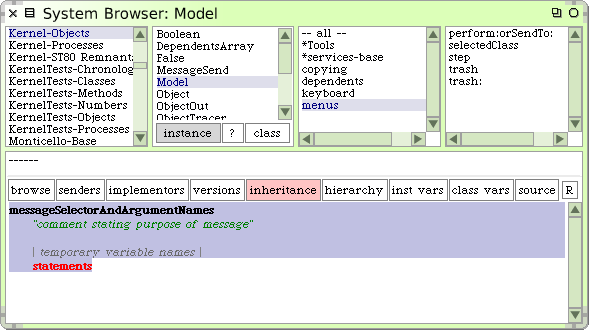 System Browser: Model
Kernel-Objects
Kernel-Processes
Kernel-ST80 Remnants
KernelTests-Chronolog
KernelTests-Classes
KernelTests-Methods
KernelTests-Numbers
KernelTests-Objects
KernelTests-Processes
Monticello-Base
Boolean
DependentsArray
False
MessageSend
Model
Object
ObjectOut
ObjectTracer
instance ? class
-- all --
*Tools
*services-base
copying
dependents
keyboard
menus
perform:orSendTo:
selectedClass
step
trash
trash:
------
browse senders implementors versions inheritance hierarchy inst vars class vars source R
messageSelectorAndArgumentNames
"comment stating purpose of message"
| temporary variable names |
statements